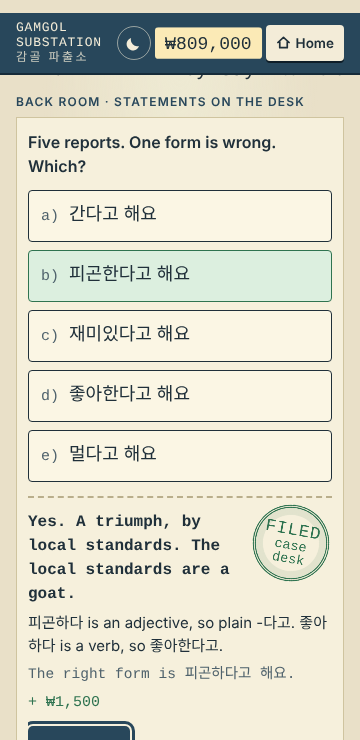 GAMGOL
SUBSTATION
감골 파출소
₩809,000
Home
BACK ROOM · STATEMENTS ON THE DESK
Five reports. One form is wrong.
Which?
a) 간다고 해요
b) 피곤한다고 해요
c) 재미있다고 해요
d) 좋아한다고 해요
e) 멀다고 해요
Yes. A triumph, by
local standards. The
local standards are a
goat.
FILED
case
desk
피곤하다 is an adjective, so plain -다고. 좋아
하다 is a verb, so 좋아한다고.
The right form is 피곤하다고 해요.
+ ₩1,500